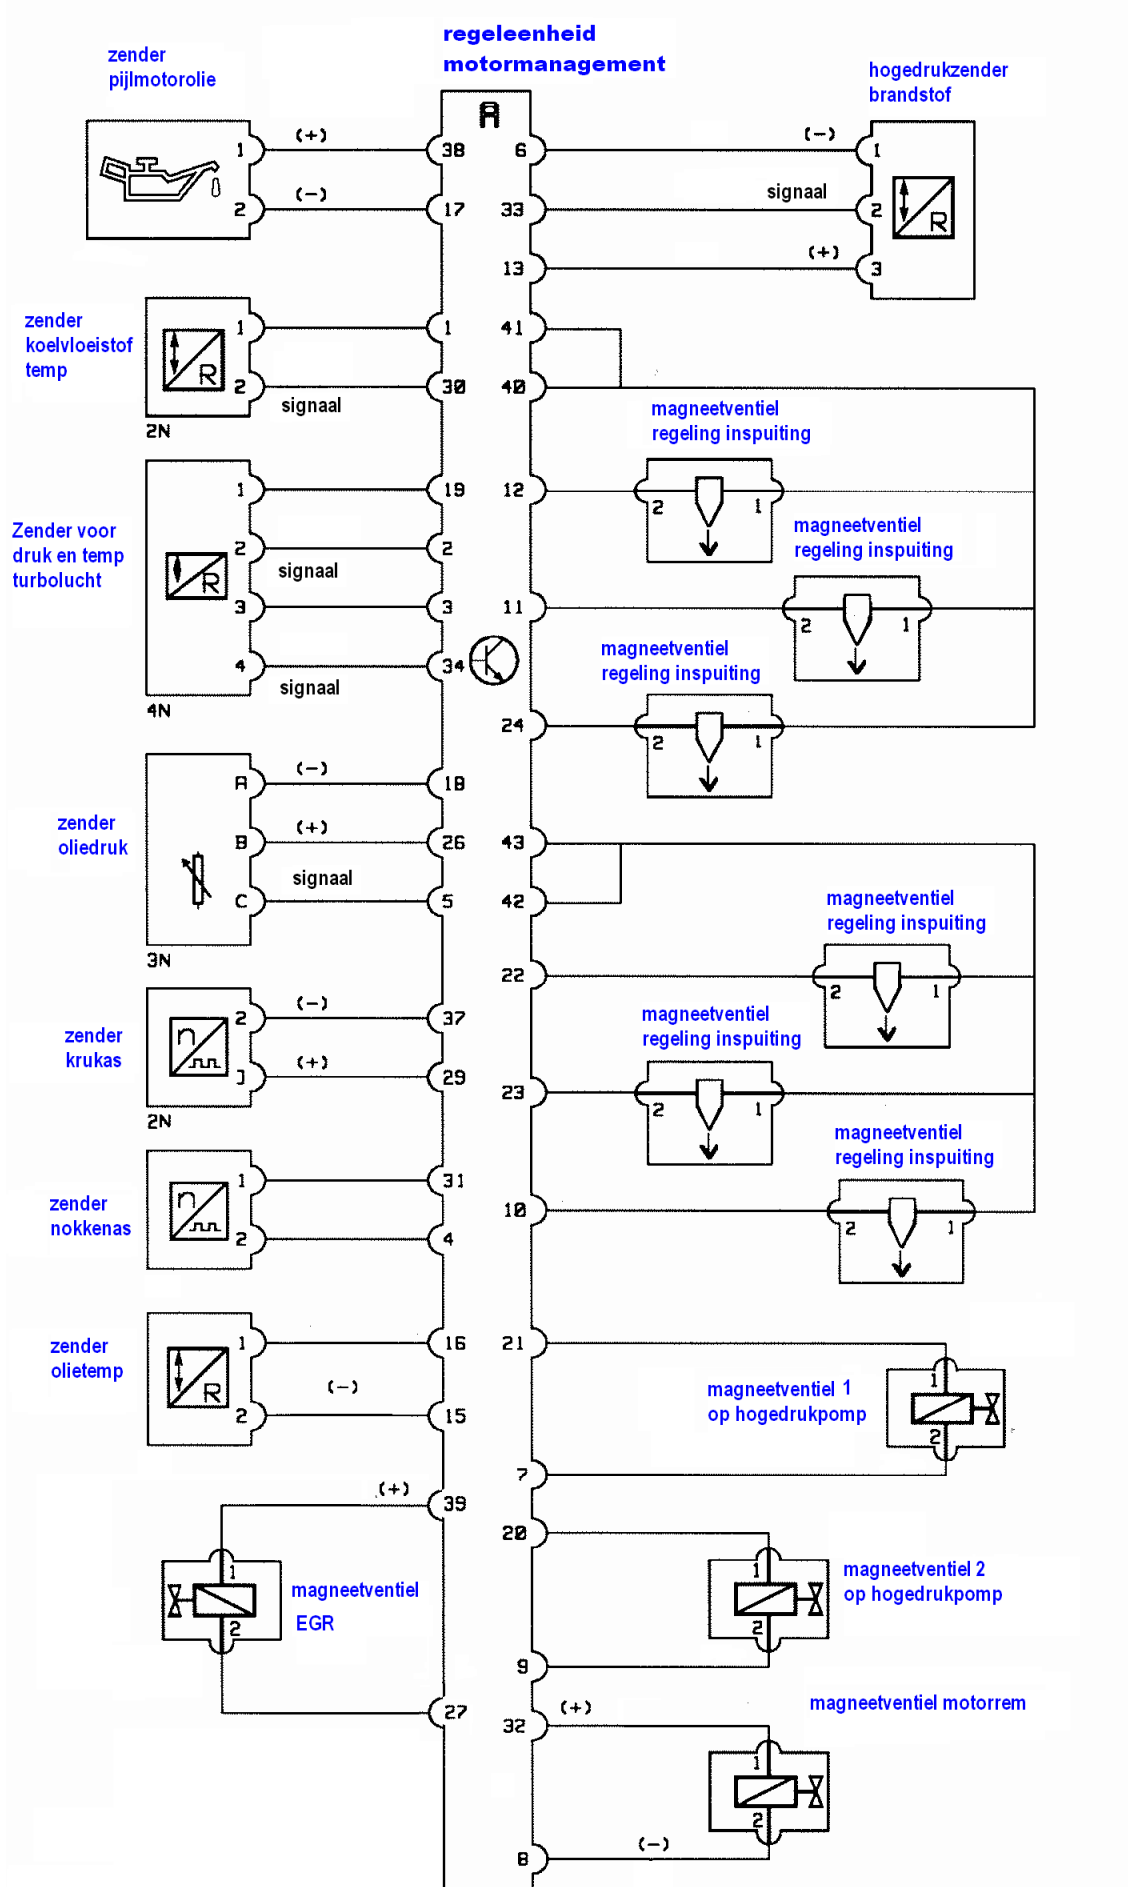 regeleenheid
motormanagement
A
zender
pijlmotorolie
1 (+) 38
2 (-) 17
hogedrukzender
brandstof
6 (-) 1
33 signaal 2
13 (+) 3
R
zender
koelvloeistof
temp
1 1
2 30
R
signaal
2N
41
40
magneetventiel
regeling inspuiting
12 2 1
Zender voor
druk en temp
turbolucht
1 19
2 2
signaal
R
3 3
4 34
signaal
4N
magneetventiel
regeling inspuiting
11 2 1
magneetventiel
regeling inspuiting
24 2 1
zender
oliedruk
A (-) 18
B (+) 26
C signaal 5
3N
43
42
magneetventiel
regeling inspuiting
22 2 1
zender
krukas
2 (-) 37
n
J (+) 29
2N
magneetventiel
regeling inspuiting
23 2 1
zender
nokkenas
1 31
n
2 4
magneetventiel
regeling inspuiting
10 2 1
zender
olietemp
1 16
R
(-)
2 15
21
1
magneetventiel 1
op hogedrukpomp
2
7
(+) 39
1
magneetventiel
EGR
2
27
20
1
magneetventiel 2
op hogedrukpomp
2
9
magneetventiel motorrem
32 (+)
1
2
8 (-)